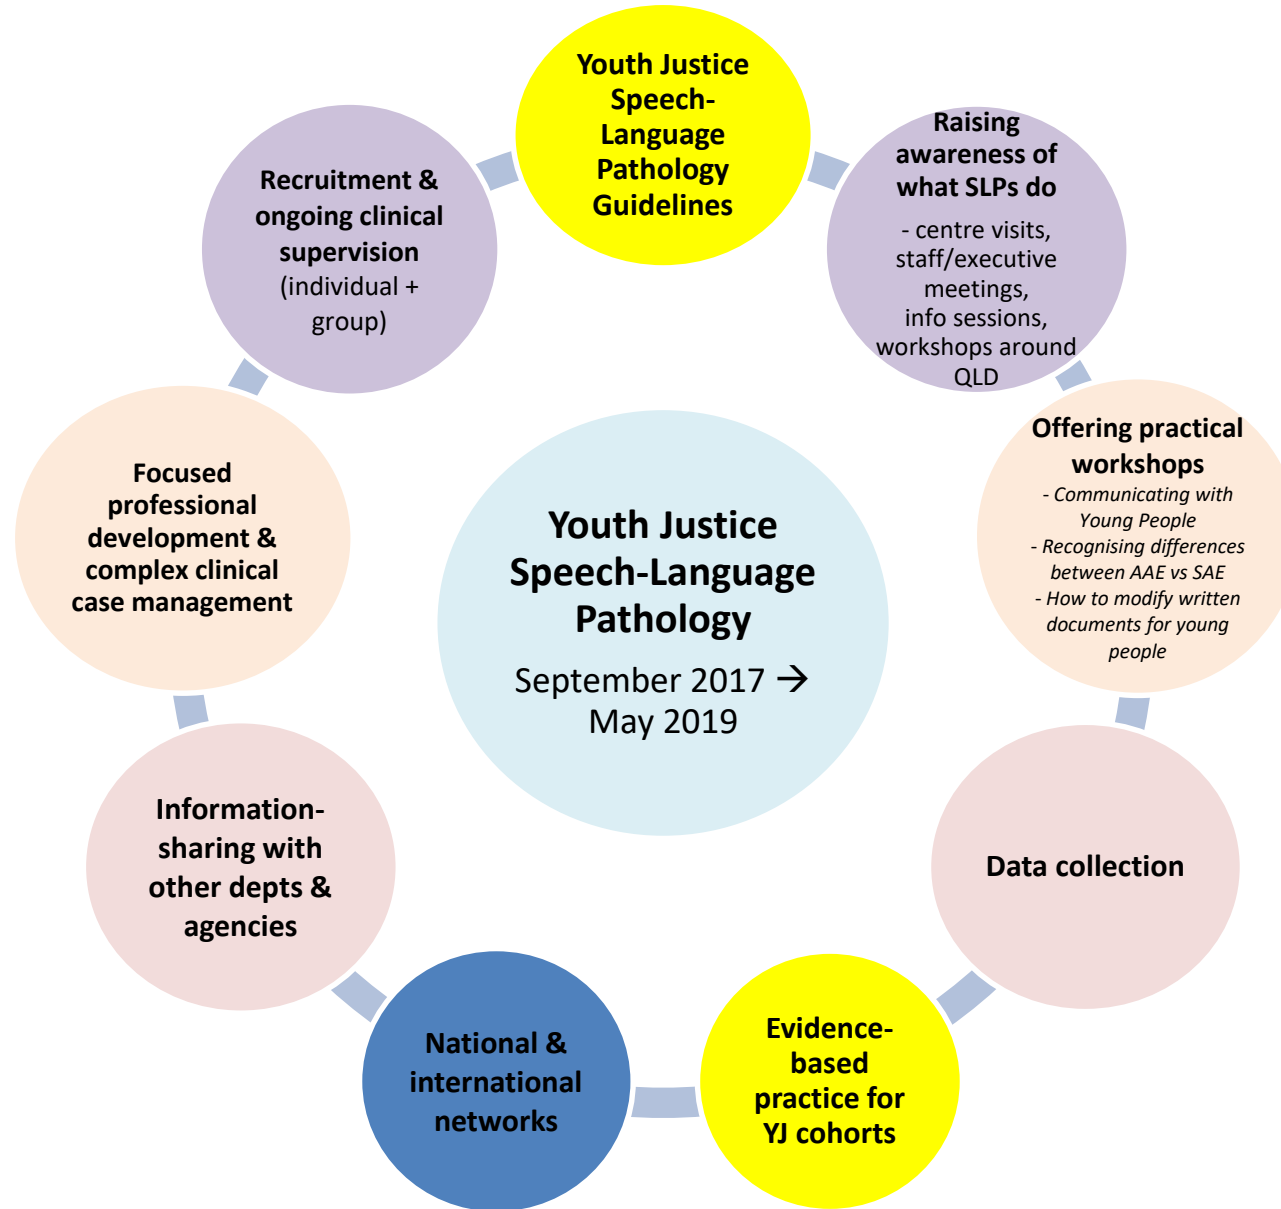 Youth Justice
Speech-
Language
Pathology
Guidelines
Raising
awareness of
what SLPs do
- centre visits,
staff/executive
meetings,
info sessions,
workshops around
QLD
Offering practical
workshops
- Communicating with
Young People
- Recognising differences
between AAE vs SAE
- How to modify written
documents for young
people
Data collection
Evidence-
based
practice for
YJ cohorts
National &
international
networks
Information-
sharing with
other depts &
agencies
Focused
professional
development &
complex clinical
case management
Recruitment &
ongoing clinical
supervision
(individual +
group)
Youth Justice
Speech-Language
Pathology
September 2017 →
May 2019